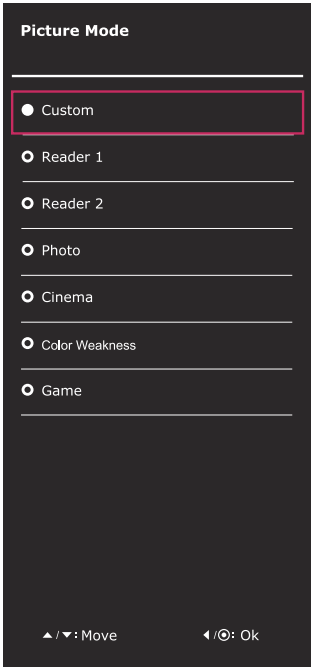 Picture Mode
Custom
Reader 1
Reader 2
Photo
Cinema
Color Weakness
Game
▲/▼: Move ◀/⦿: Ok